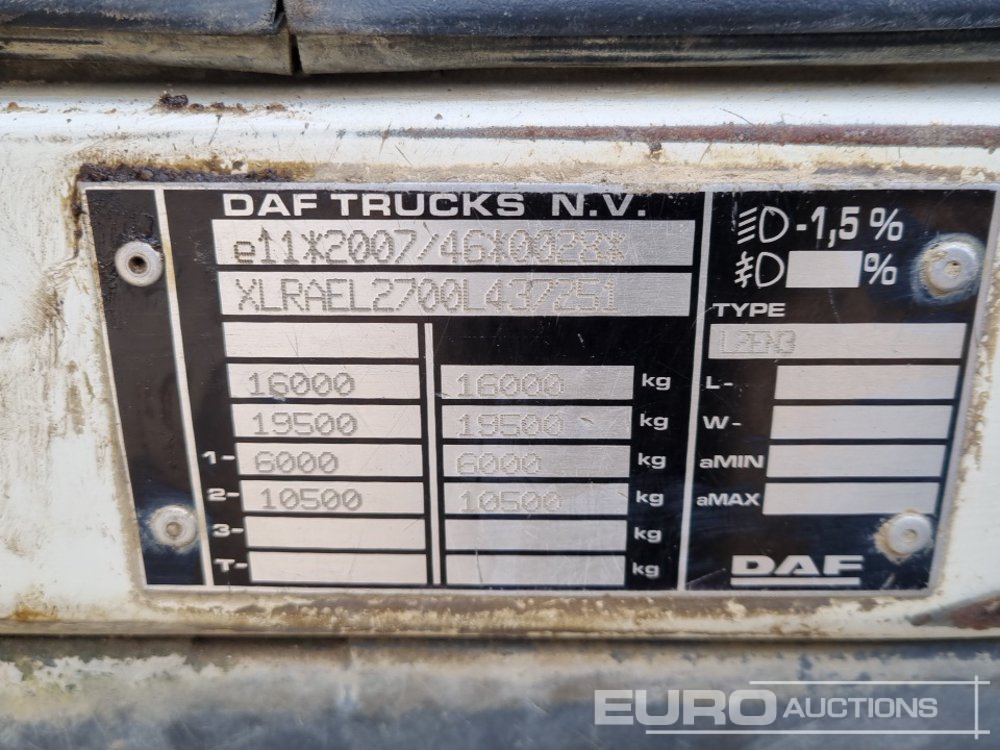 DAF TRUCKS N.V.
e11*2007/46*0028*
XLRAEL2700L437251
16000 16000 kg
19500 19500 kg
1- 6000 6000 kg
2- 10500 10500 kg
3- kg
T- kg
-1,5%
%
TYPE
L2EN3
L-
W-
aMIN
aMAX
DAF
EURO AUCTIONS